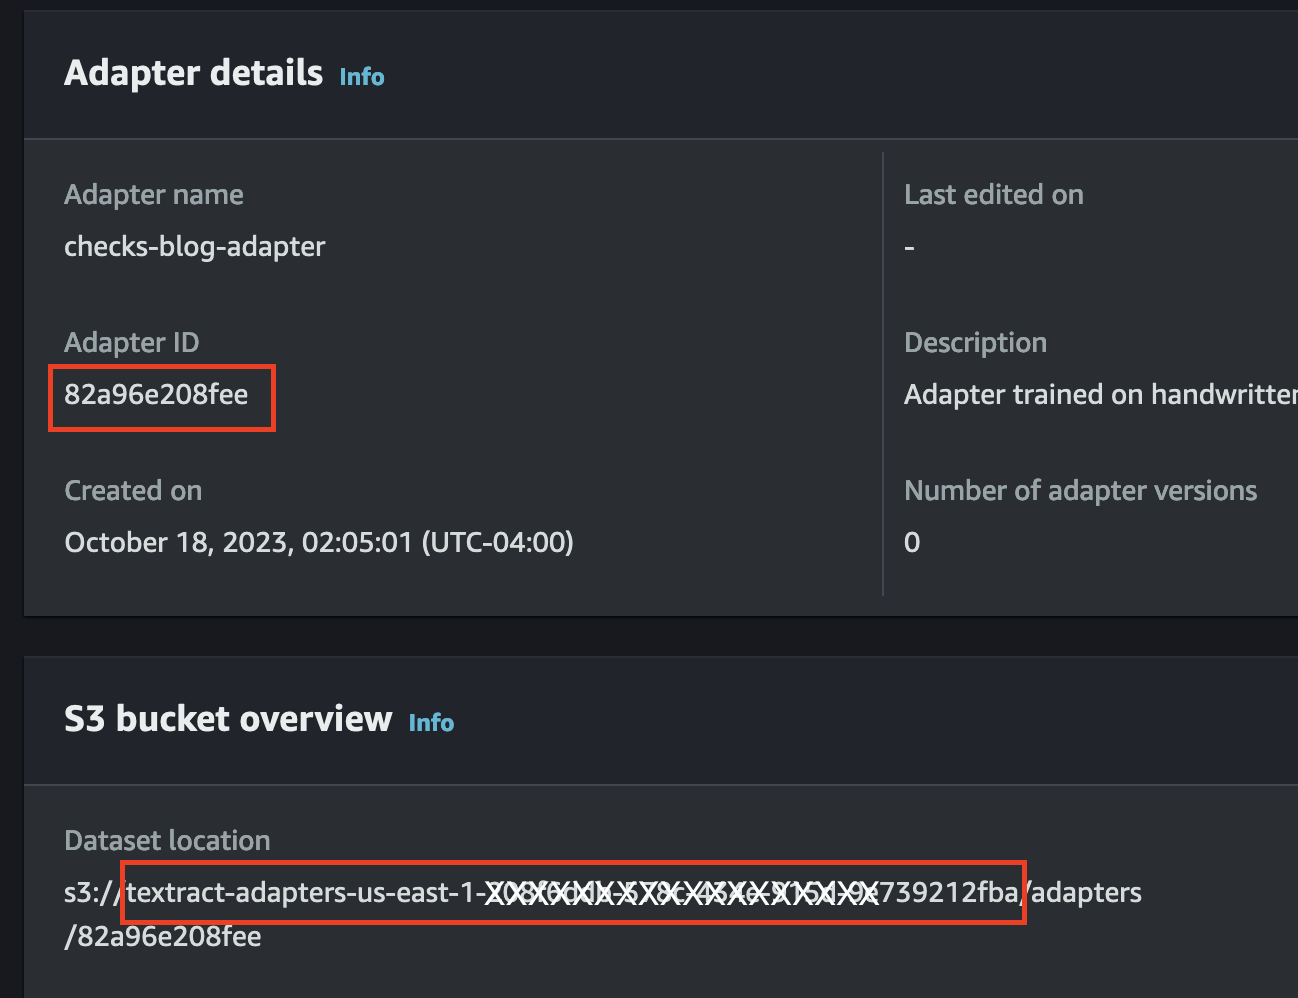 Adapter details Info
Adapter name
checks-blog-adapter
Adapter ID
82a96e208fee
Created on
October 18, 2023, 02:05:01 (UTC-04:00)
Last edited on
-
Description
Adapter trained on handwritten
Number of adapter versions
0
S3 bucket overview Info
Dataset location
s3://textract-adapters-us-east-1-739212fba/adapters
/82a96e208fee